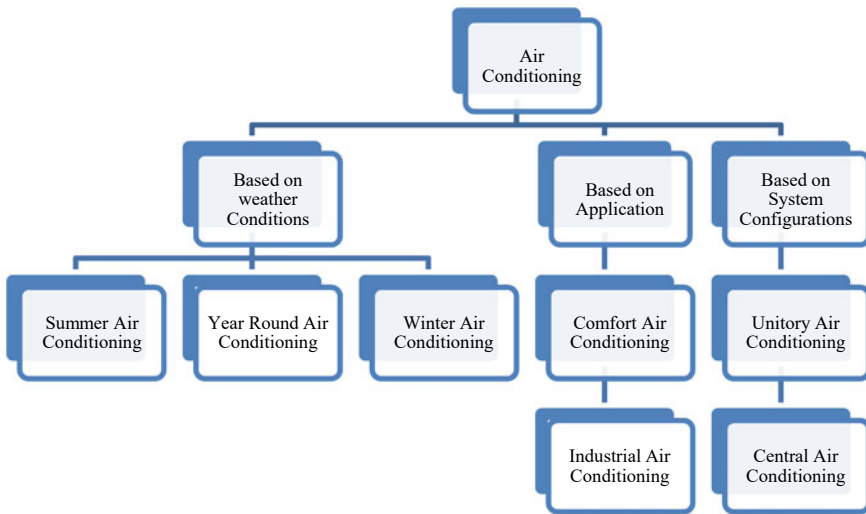 Air
Conditioning
Based on
weather
Conditions
Based on
Application
Based on
System
Configurations
Summer Air
Conditioning
Year Round Air
Conditioning
Winter Air
Conditioning
Comfort Air
Conditioning
Unitory Air
Conditioning
Industrial Air
Conditioning
Central Air
Conditioning